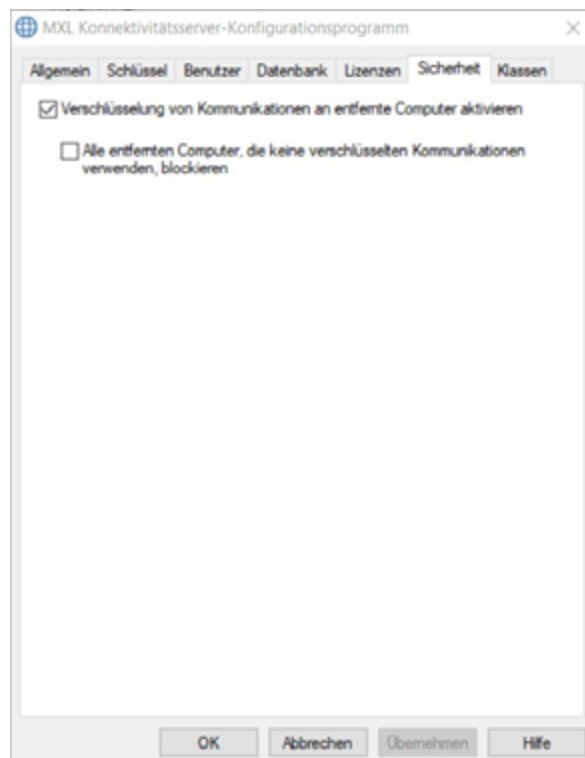 MXL Konnektivitätsserver-Konfigurationsprogramm
Allgemein Schlüssel Benutzer Datenbank Lizenzen Sicherheit Klassen
Verschlüsselung von Kommunikationen an entfernte Computer aktivieren
Alle entfernten Computer, die keine verschlüsselten Kommunikationen
verwenden, blockieren
OK Abbrechen Übernehmen Hilfe